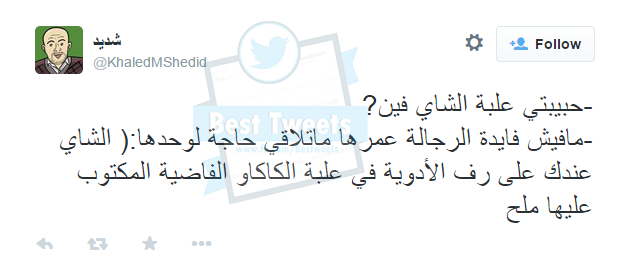 شديد
@KhaledMShedid
Follow
-حبيبتي علبة الشاي فين?
-مافيش فايدة الرجالة عمرها ماتلاقي حاجة لوحدها:( الشاي
عندك على رف الأدوية في علبة الكاكاو الفاضية المكتوب
عليها ملح
Best Tweets